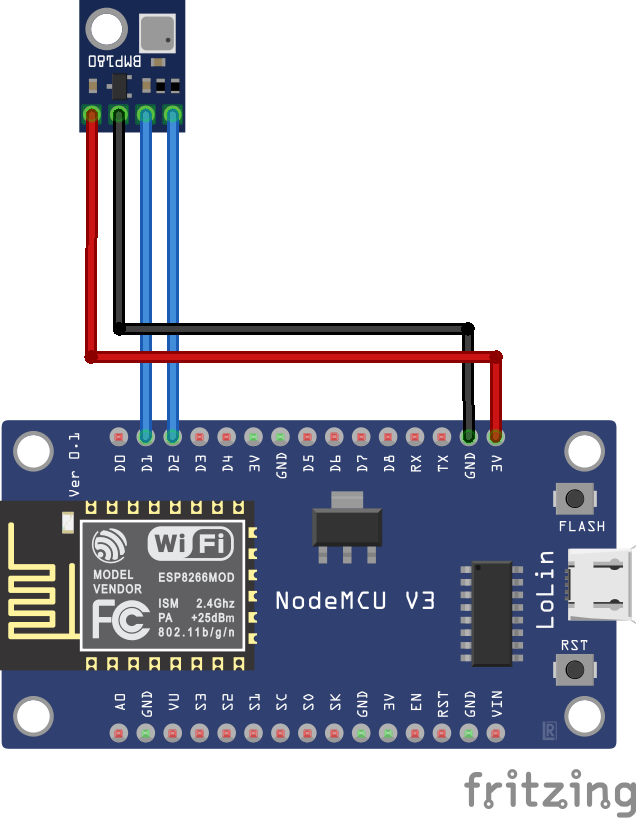 BMP180
Ver 0.1
D0 D1 D2 D3 D4 3V GND D5 D6 D7 D8 RX TX GND 3V
FLASH
WiFi
MODEL
VENDOR
ESP8266MOD
FC
ISM 2.4Ghz
PA +25dBm
802.11b/g/n
NodeMCU V3
LoLin
RST
A0 GND VU S3 S2 S1 SC S0 SK GND 3V EN RST GND VIN
R
fritzing